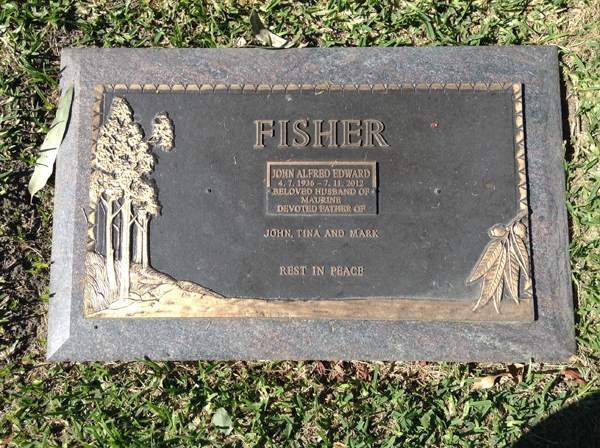 FISHER
JOHN ALFRED EDWARD
4. 7. 1936 – 7. 11. 2012
BELOVED HUSBAND OF
MAURINE
DEVOTED FATHER OF
JOHN, TINA AND MARK
REST IN PEACE